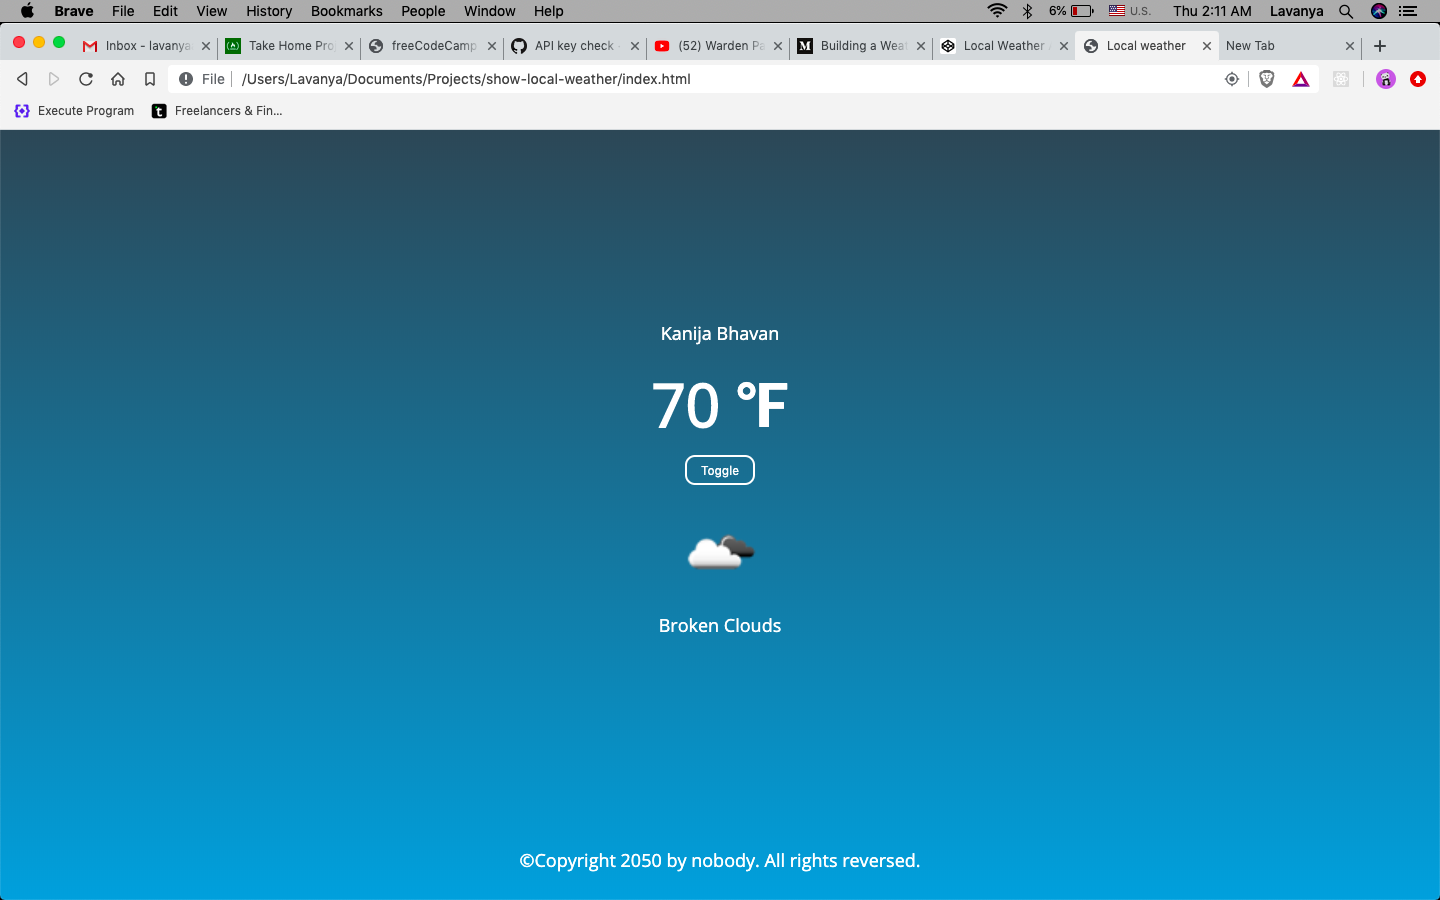 Brave File Edit View History Bookmarks People Window Help 6% U.S. Thu 2:11 AM Lavanya
Inbox - lavanya Take Home Pro freeCodeCamp API key check - (52) Warden Pa Building a Weat Local Weather Local weather New Tab
File /Users/Lavanya/Documents/Projects/show-local-weather/index.html
Execute Program Freelancers & Fin...
Kanija Bhavan
70 °F
Toggle
Broken Clouds
©Copyright 2050 by nobody. All rights reversed.